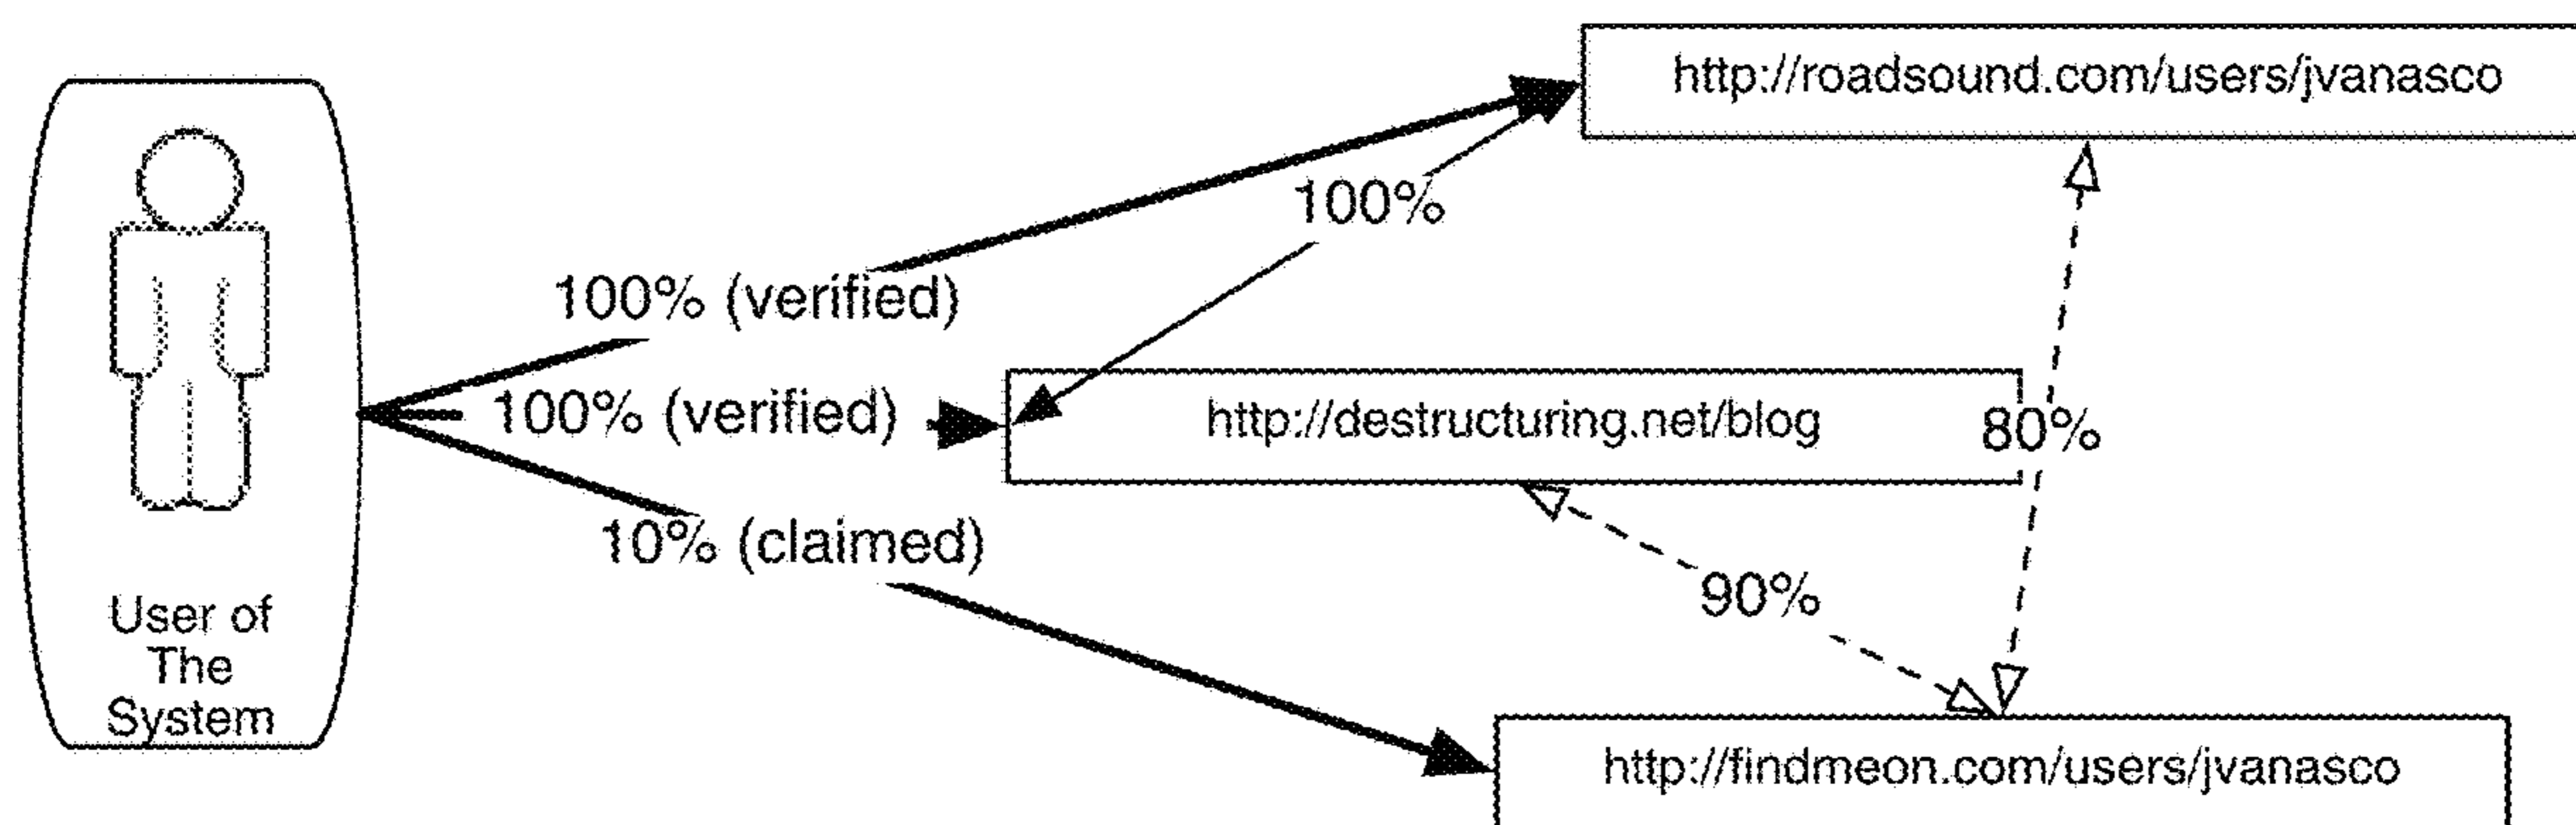 http://roadsound.com/users/jvanasco
100%
100% (verified)
100% (verified)
http://destructuring.net/blog
80%
10% (claimed)
90%
User of
The
System
http://findmeon.com/users/jvanasco